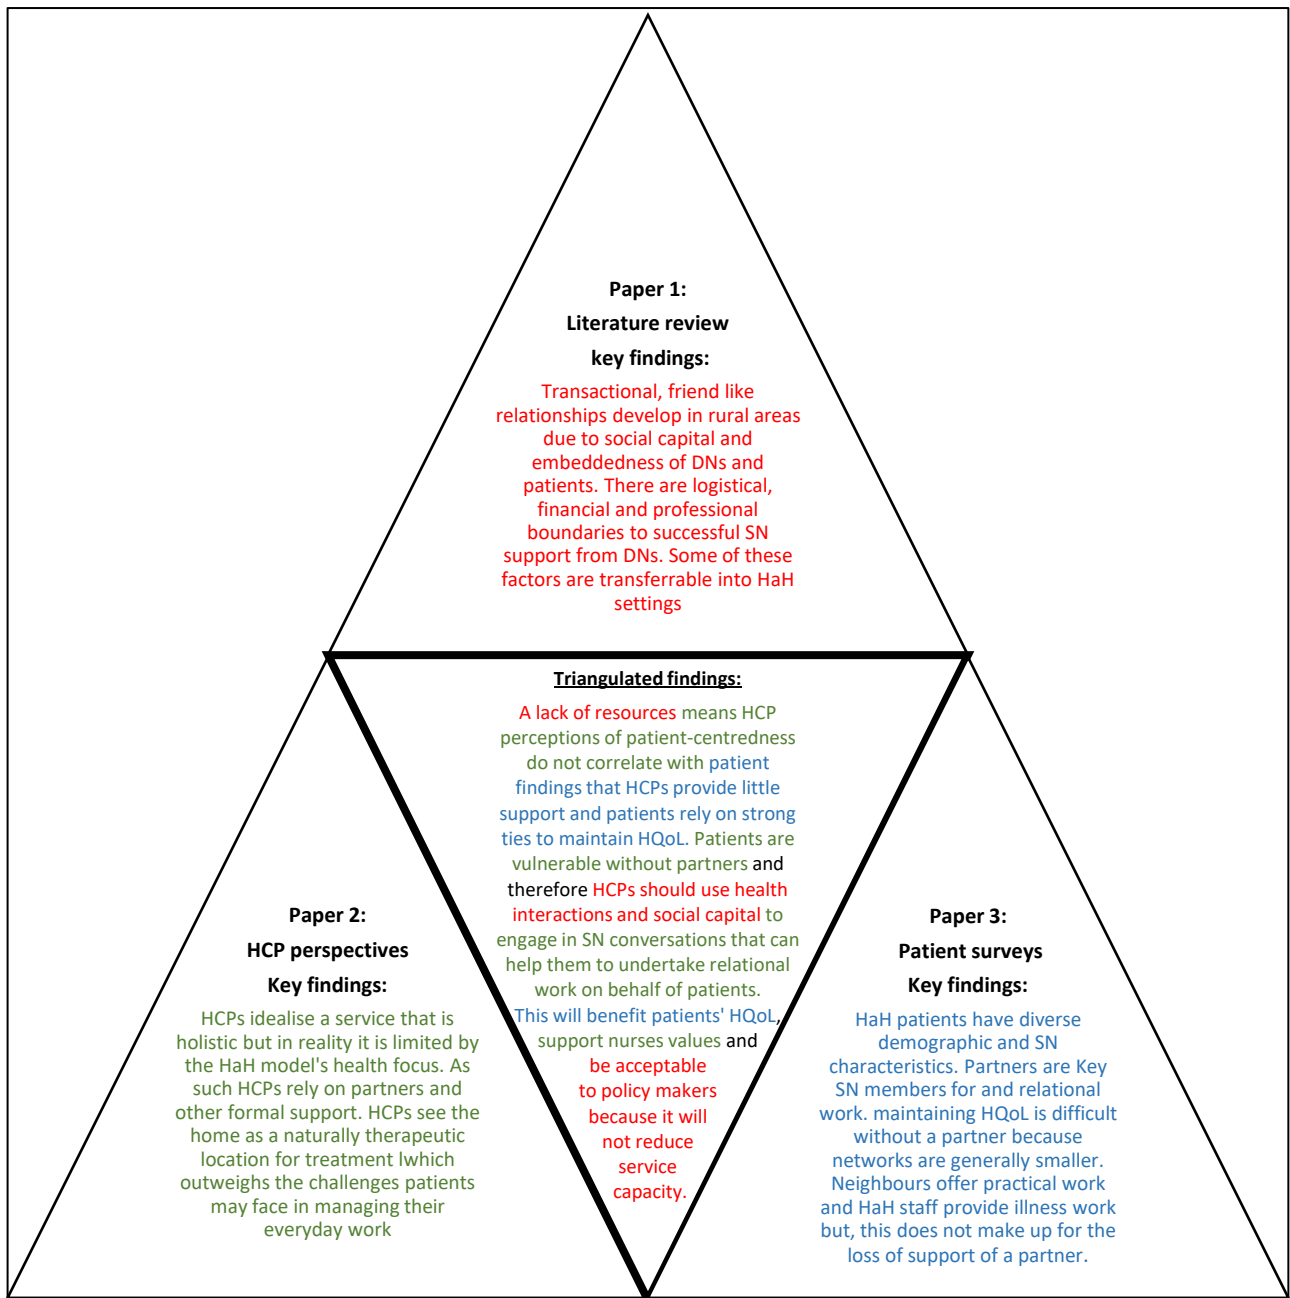 Paper 1:
Literature review
key findings:
Transactional, friend like
relationships develop in rural areas
due to social capital and
embeddedness of DNs and
patients. There are logistical,
financial and professional
boundaries to successful SN
support from DNs. Some of these
factors are transferrable into HaH
settings
Triangulated findings:
A lack of resources means HCP
perceptions of patient-centredness
do not correlate with patient
findings that HCPs provide little
support and patients rely on strong
ties to maintain HQoL. Patients are
vulnerable without partners and
therefore HCPs should use health
interactions and social capital to
engage in SN conversations that can
help them to undertake relational
work on behalf of patients.
This will benefit patients' HQoL,
support nurses values and
be acceptable
to policy makers
because it will
not reduce
service
capacity.
Paper 2:
HCP perspectives
Key findings:
HCPs idealise a service that is
holistic but in reality it is limited by
the HaH model's health focus. As
such HCPs rely on partners and
other formal support. HCPs see the
home as a naturally therapeutic
location for treatment lwhich
outweighs the challenges patients
may face in managing their
everyday work
Paper 3:
Patient surveys
Key findings:
HaH patients have diverse
demographic and SN
characteristics. Partners are Key
SN members for and relational
work. maintaining HQoL is difficult
without a partner because
networks are generally smaller.
Neighbours offer practical work
and HaH staff provide illness work
but, this does not make up for the
loss of support of a partner.